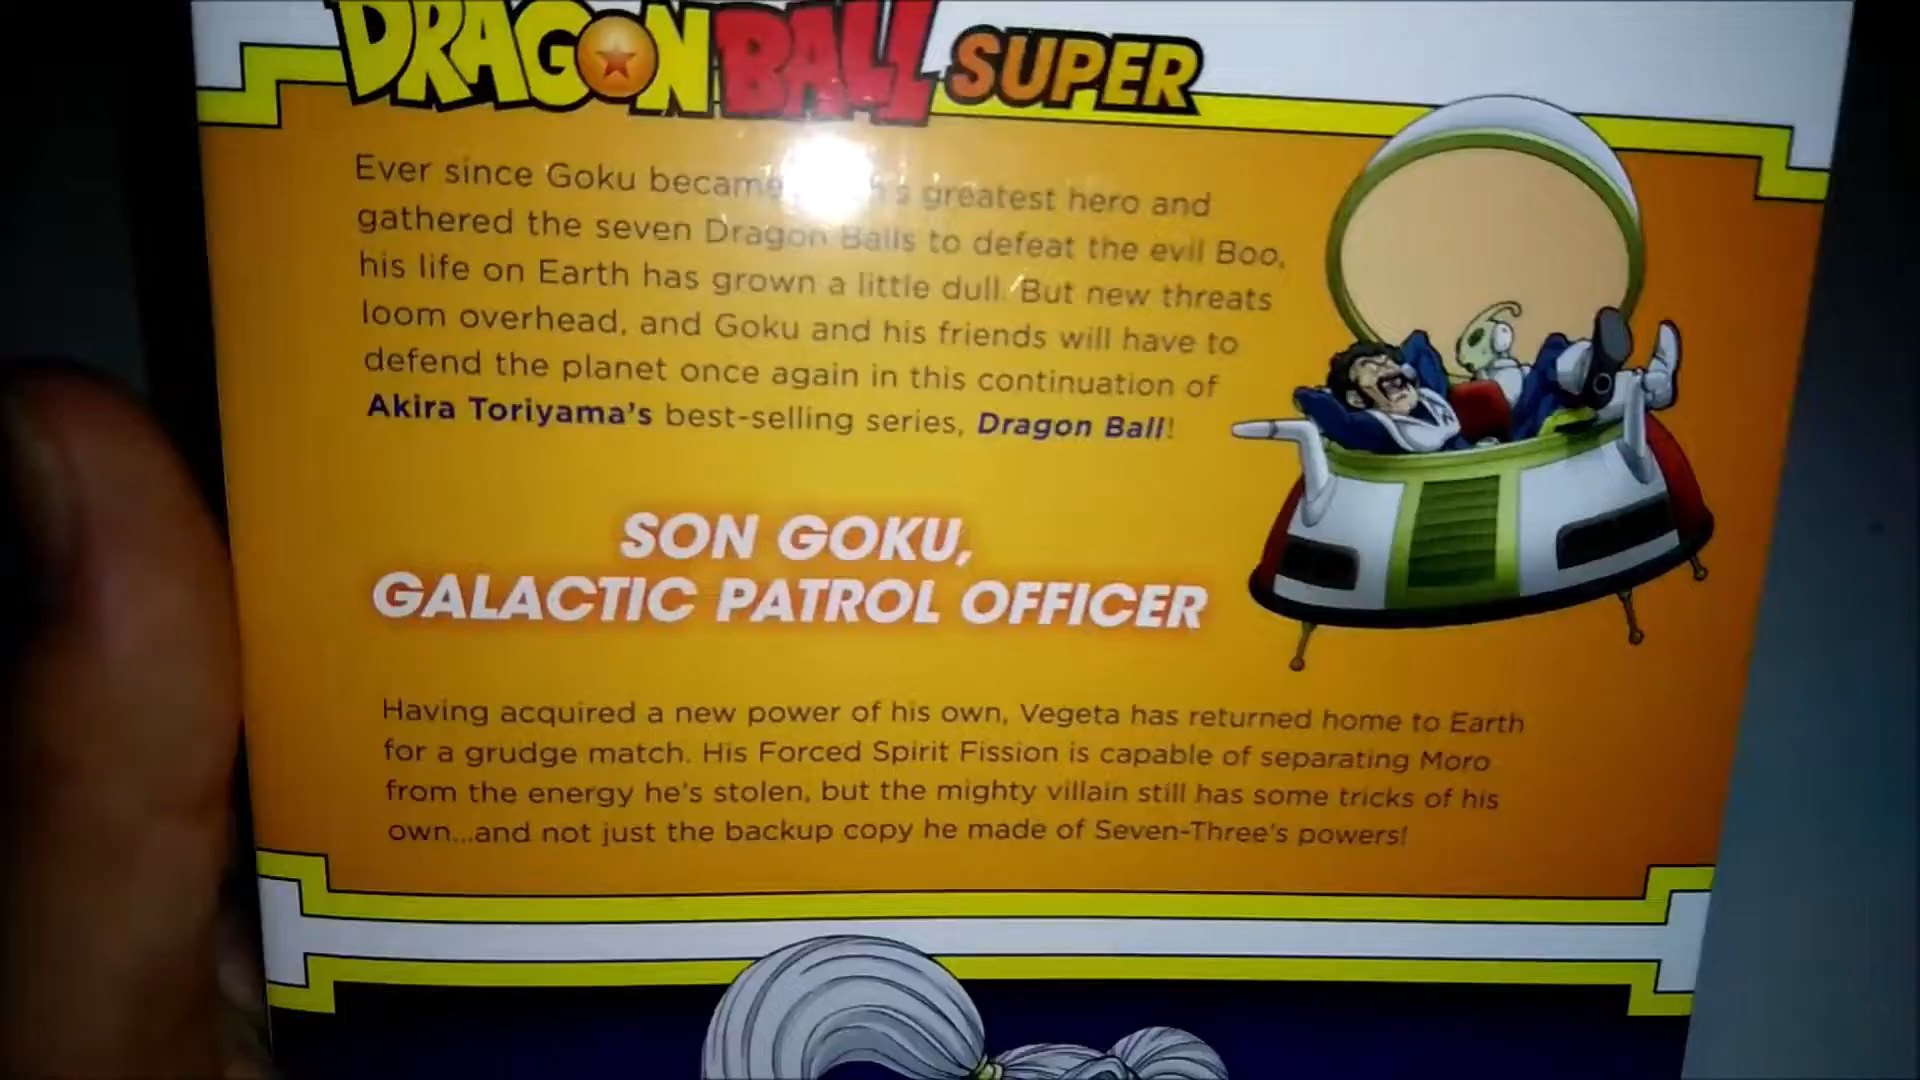 DRAGON BALL SUPER
Ever since Goku became greatest hero and
gathered the seven Dragon Balls to defeat the evil Boo,
his life on Earth has grown a little dull. But new threats
loom overhead, and Goku and his friends will have to
defend the planet once again in this continuation of
Akira Toriyama's best-selling series, Dragon Ball!
SON GOKU,
GALACTIC PATROL OFFICER
Having acquired a new power of his own, Vegeta has returned home to Earth
for a grudge match. His Forced Spirit Fission is capable of separating Moro
from the energy he's stolen, but the mighty villain still has some tricks of his
own...and not just the backup copy he made of Seven-Three's powers!